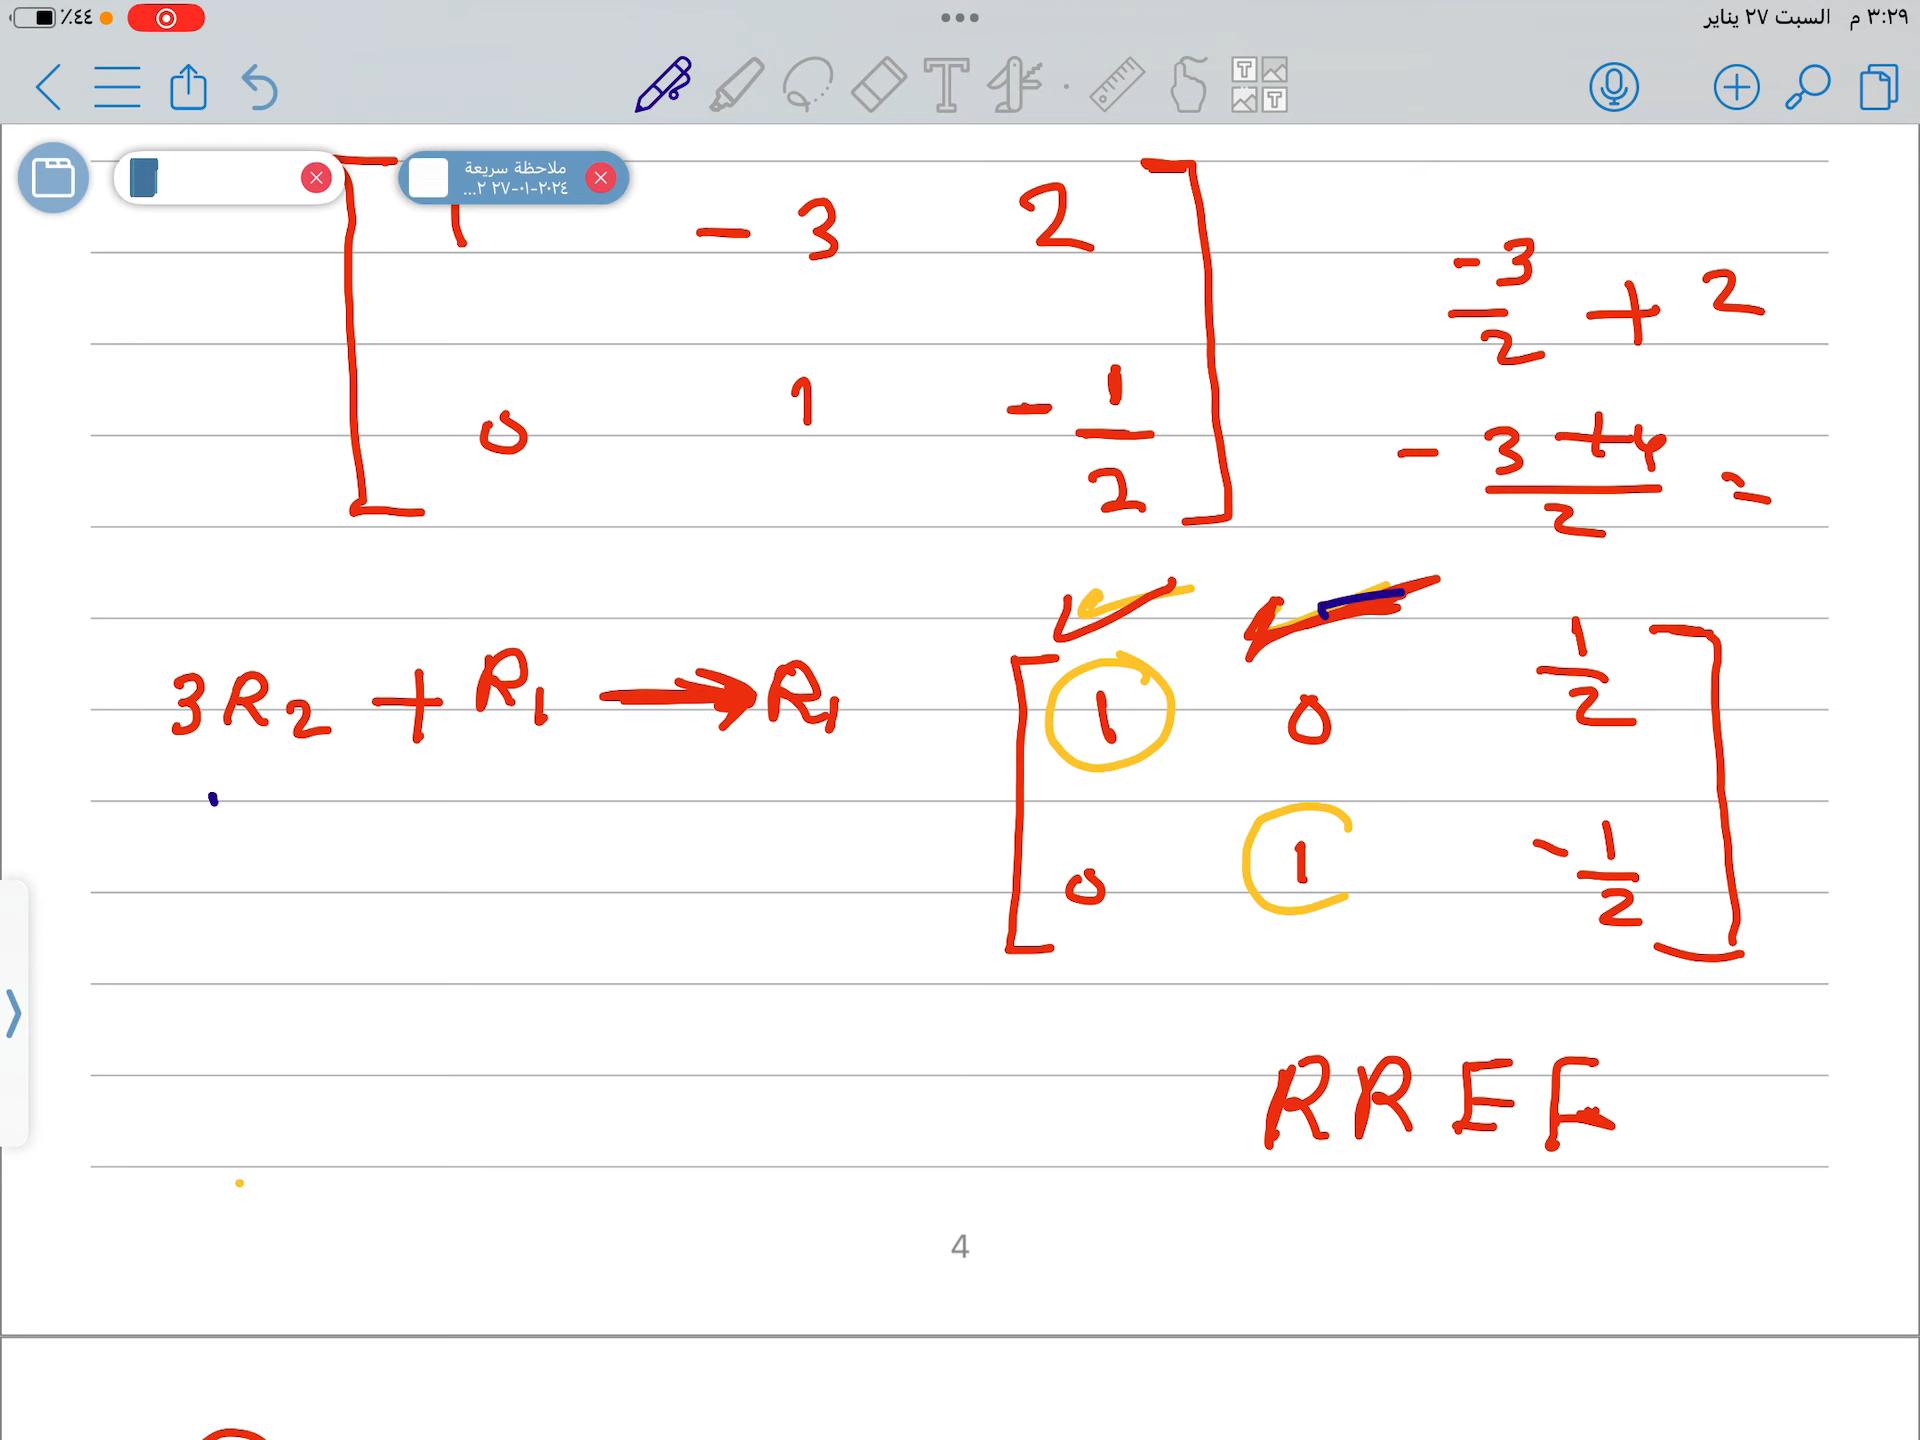 ٪٤٤ السبت ٢٧ يناير ٣:٢٩ م
ملاحظة سريعة
٢٠٢٤-٠١-٢٧ ٢...
1 -3 2
0 1 -1/2
-3/2 + 2
-3+4/2 =
3R2 + R1 → R1
1 0 1/2
0 1 -1/2
RREF
4